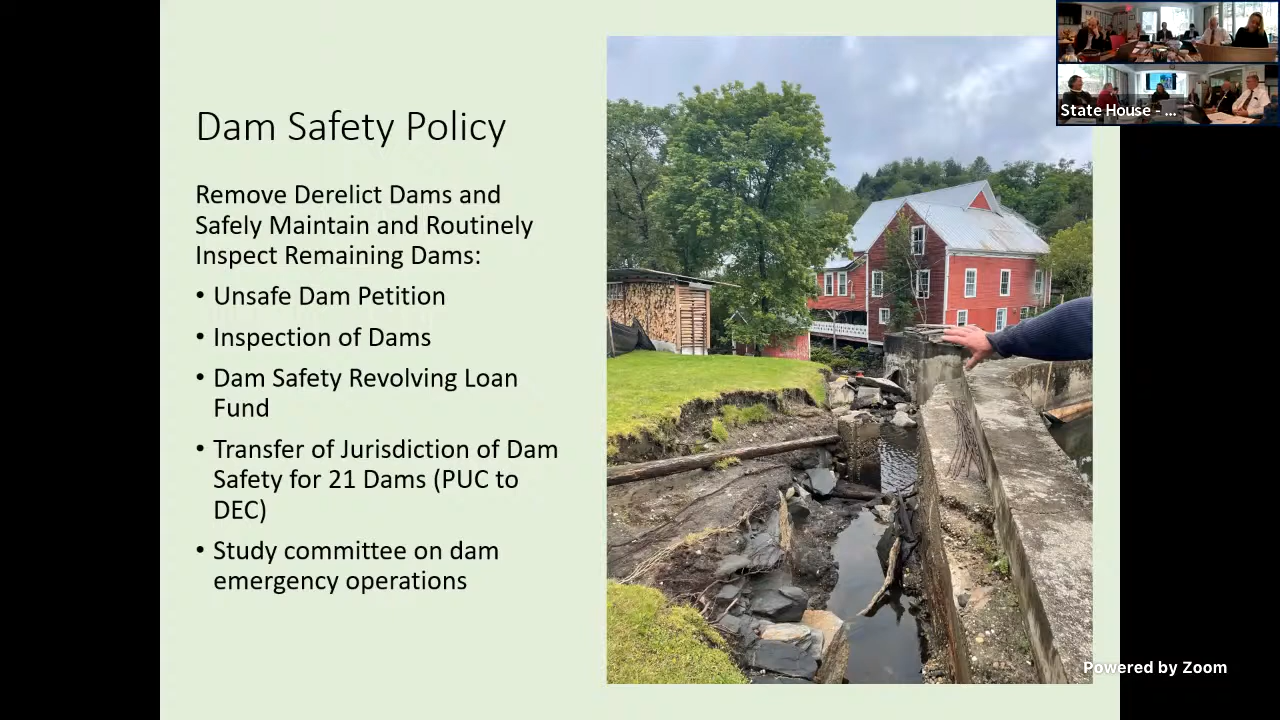 Dam Safety Policy
Remove Derelict Dams and
Safely Maintain and Routinely
Inspect Remaining Dams:
• Unsafe Dam Petition
• Inspection of Dams
• Dam Safety Revolving Loan
Fund
• Transfer of Jurisdiction of Dam
Safety for 21 Dams (PUC to
DEC)
• Study committee on dam
emergency operations
State House - ...
Powered by Zoom